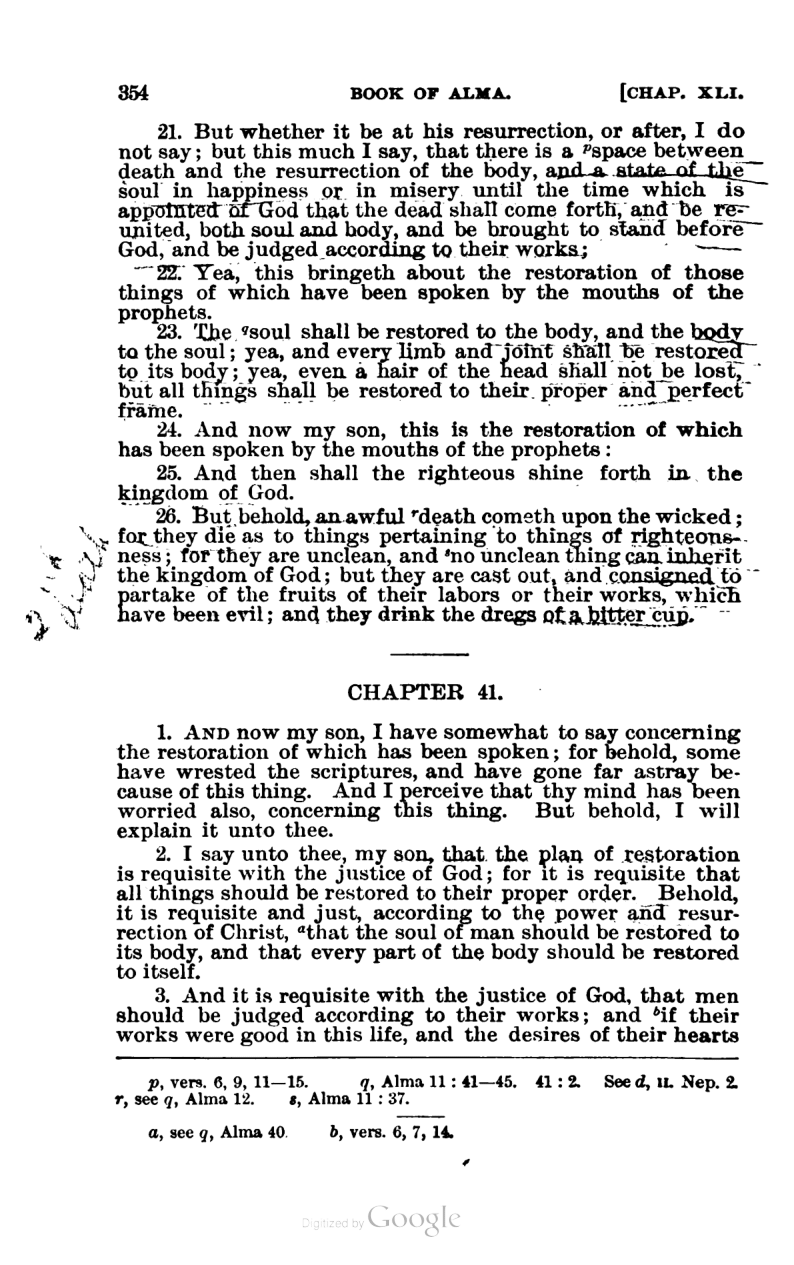 354 BOOK OF ALMA. [CHAP. XLI.
21. But whether it be at his resurrection, or after, I do
not say; but this much I say, that there is a pspace between
death and the resurrection of the body, and a state of the
soul in happiness or in misery until the time which is
appointed of God that the dead shall come forth, and be re-
united, both soul and body, and be brought to stand before
God, and be judged according to their works;
22. Yea, this bringeth about the restoration of those
things of which have been spoken by the mouths of the
prophets.
23. The qsoul shall be restored to the body, and the body
to the soul; yea, and every limb and joint shall be restored
to its body; yea, even a hair of the head shall not be lost,
but all things shall be restored to their proper and perfect
frame.
24. And now my son, this is the restoration of which
has been spoken by the mouths of the prophets:
25. And then shall the righteous shine forth in the
kingdom of God.
26. But behold, an awful rdeath cometh upon the wicked;
for they die as to things pertaining to things of righteous-
ness; for they are unclean, and sno unclean thing can inherit
the kingdom of God; but they are cast out, and consigned to
partake of the fruits of their labors or their works, which
have been evil; and they drink the dregs of a bitter cup.
CHAPTER 41.
1. AND now my son, I have somewhat to say concerning
the restoration of which has been spoken; for behold, some
have wrested the scriptures, and have gone far astray be-
cause of this thing. And I perceive that thy mind has been
worried also, concerning this thing. But behold, I will
explain it unto thee.
2. I say unto thee, my son, that the plan of restoration
is requisite with the justice of God; for it is requisite that
all things should be restored to their proper order. Behold,
it is requisite and just, according to the power and resur-
rection of Christ, athat the soul of man should be restored to
its body, and that every part of the body should be restored
to itself.
3. And it is requisite with the justice of God, that men
should be judged according to their works; and bif their
works were good in this life, and the desires of their hearts
p, vers. 6, 9, 11—15. q, Alma 11 : 41—45. 41 : 2. See d, II. Nep. 2.
r, see q, Alma 12. s, Alma 11 : 37.
a, see q, Alma 40. b, vers. 6, 7, 14.
Digitized by Google